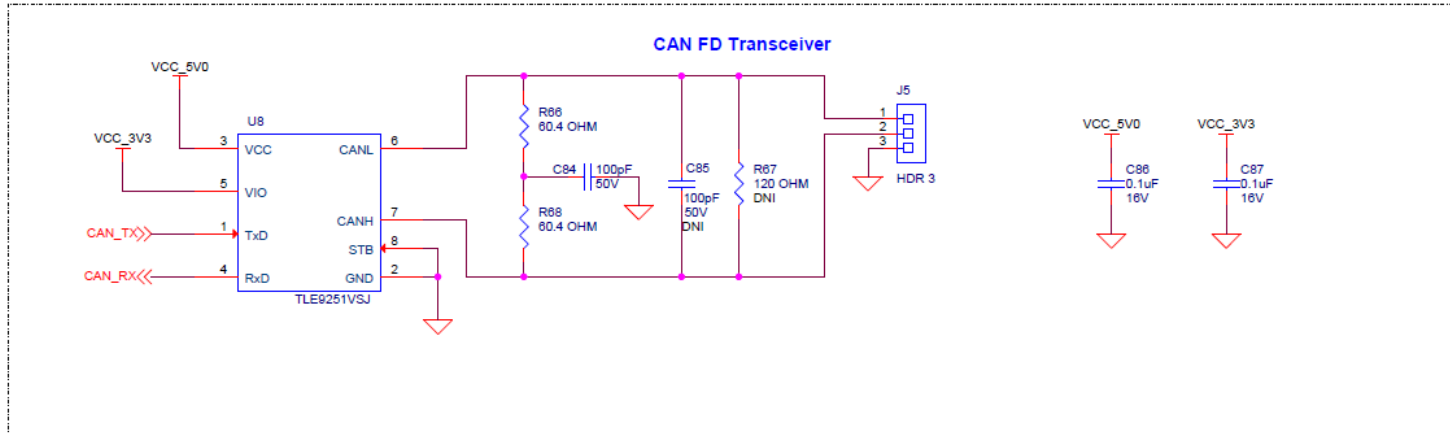 CAN FD Transceiver
VCC_5V0
VCC_3V3
U8
3 VCC CANL 6
5 VIO
CANH 7
CAN_TX 1 TxD
STB 8
CAN_RX 4 RxD GND 2
TLE9251VSJ
R66
60.4 OHM
C84 100pF
50V
R68
60.4 OHM
C85
100pF
50V
DNI
R67
120 OHM
DNI
J5
1
2
3
HDR 3
VCC_5V0
C86
0.1uF
16V
VCC_3V3
C87
0.1uF
16V